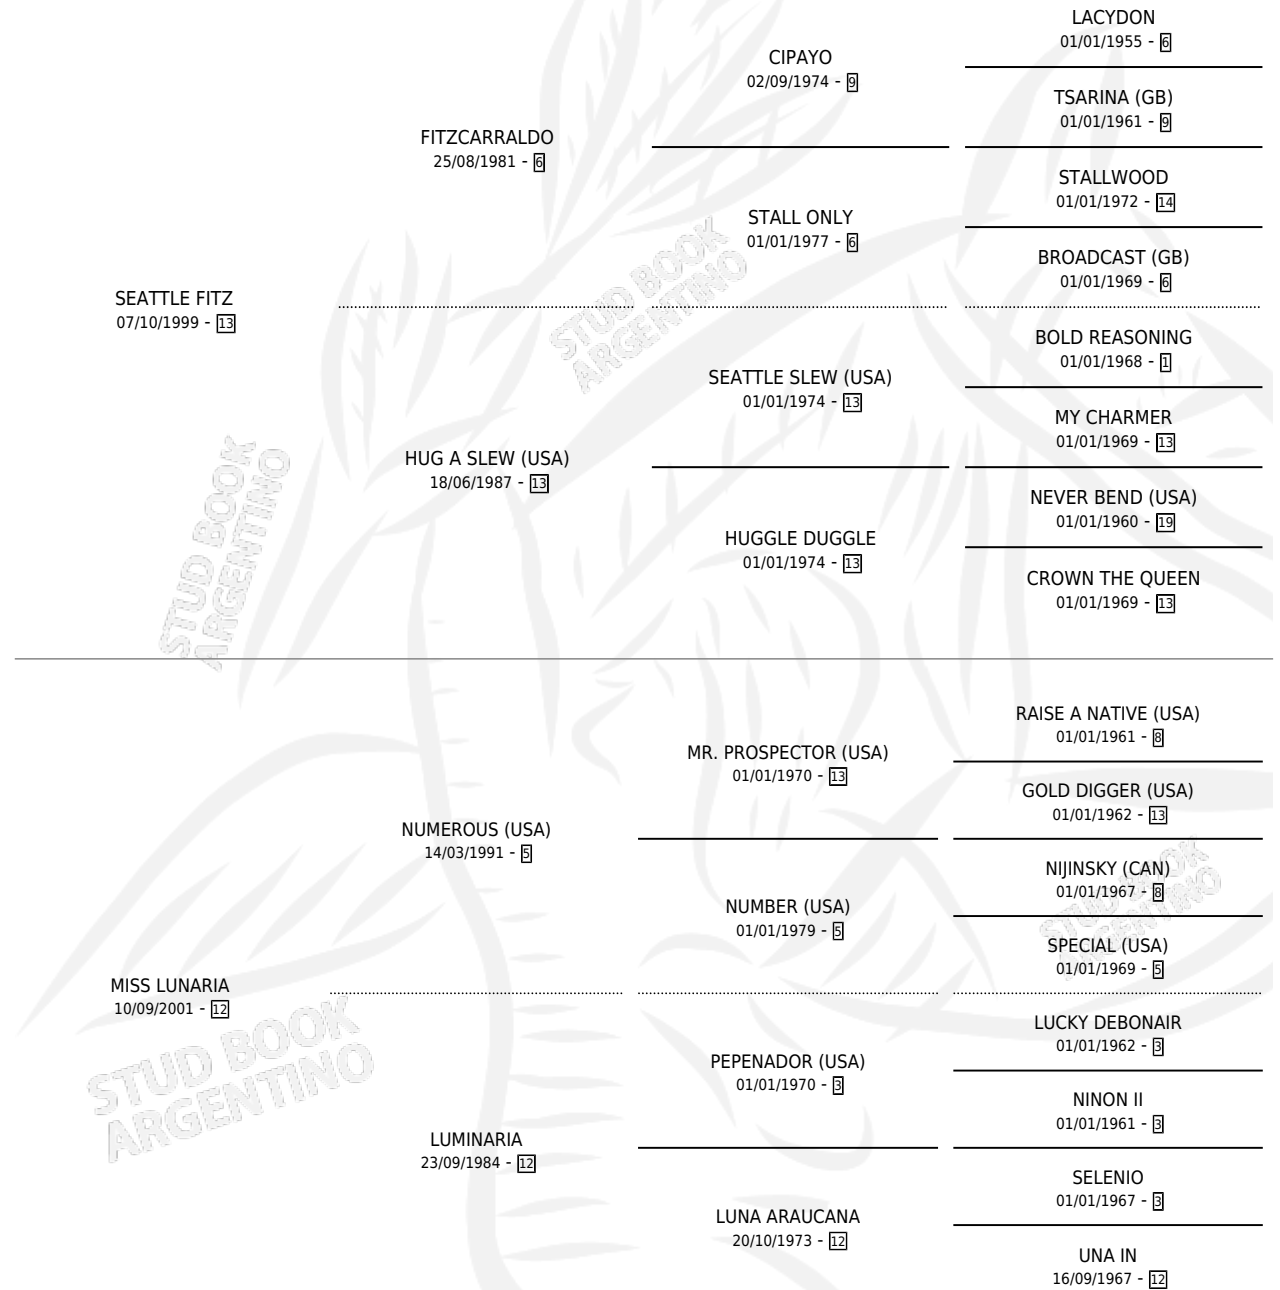 LACYDON
01/01/1955 - 6
CIPAYO
02/09/1974 - 9
TSARINA (GB)
01/01/1961 - 9
FITZCARRALDO
25/08/1981 - 6
STALLWOOD
01/01/1972 - 14
STALL ONLY
01/01/1977 - 6
BROADCAST (GB)
01/01/1969 - 6
SEATTLE FITZ
07/10/1999 - 13
BOLD REASONING
01/01/1968 - 1
SEATTLE SLEW (USA)
01/01/1974 - 13
MY CHARMER
01/01/1969 - 13
HUG A SLEW (USA)
18/06/1987 - 13
NEVER BEND (USA)
01/01/1960 - 19
HUGGLE DUGGLE
01/01/1974 - 13
CROWN THE QUEEN
01/01/1969 - 13
RAISE A NATIVE (USA)
01/01/1961 - 8
MR. PROSPECTOR (USA)
01/01/1970 - 13
GOLD DIGGER (USA)
01/01/1962 - 13
NUMEROUS (USA)
14/03/1991 - 5
NIJINSKY (CAN)
01/01/1967 - 8
NUMBER (USA)
01/01/1979 - 5
SPECIAL (USA)
01/01/1969 - 5
MISS LUNARIA
10/09/2001 - 12
LUCKY DEBONAIR
01/01/1962 - 3
PEPENADOR (USA)
01/01/1970 - 3
NINON II
01/01/1961 - 3
LUMINARIA
23/09/1984 - 12
SELENIO
01/01/1967 - 3
LUNA ARAUCANA
20/10/1973 - 12
UNA IN
16/09/1967 - 12
STUD BOOK
ARGENTINO
STUD BOOK
ARGENTINO
STUD BOOK
ARGENTINO
STUD BOOK
ARGENTINO